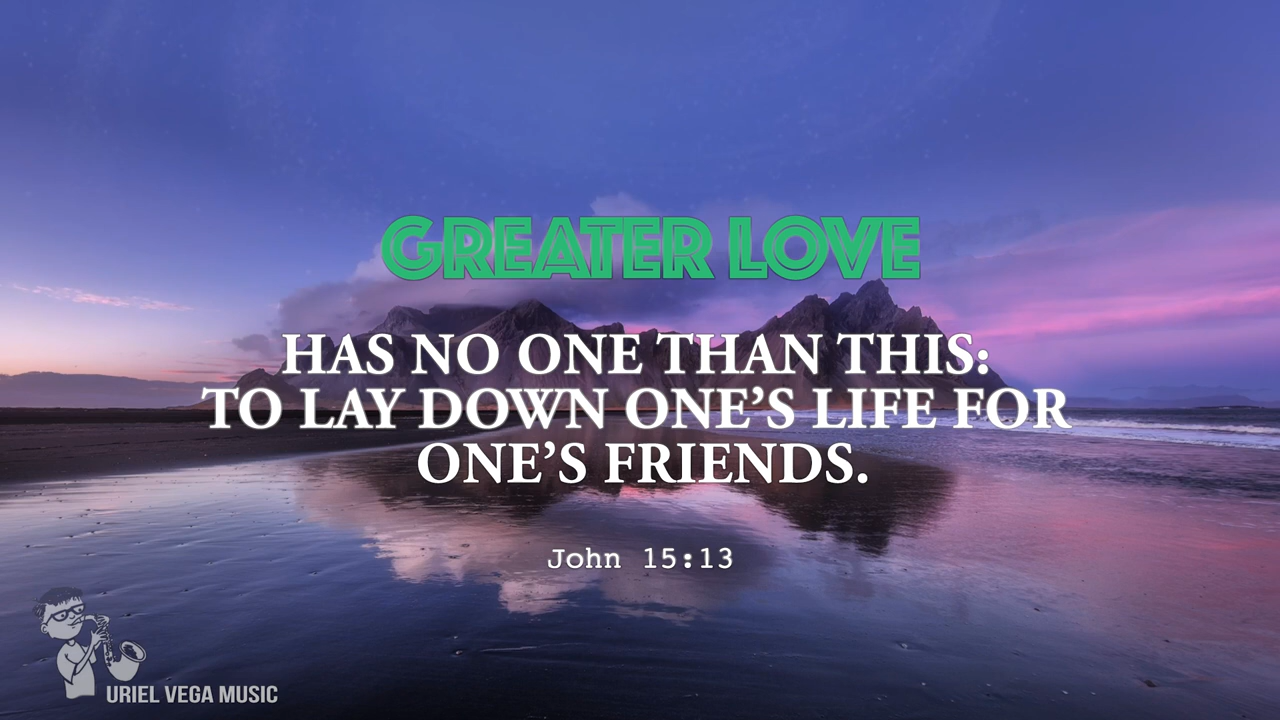 GREATER LOVE
HAS NO ONE THAN THIS:
TO LAY DOWN ONE’S LIFE FOR
ONE’S FRIENDS.
John 15:13
URIEL VEGA MUSIC